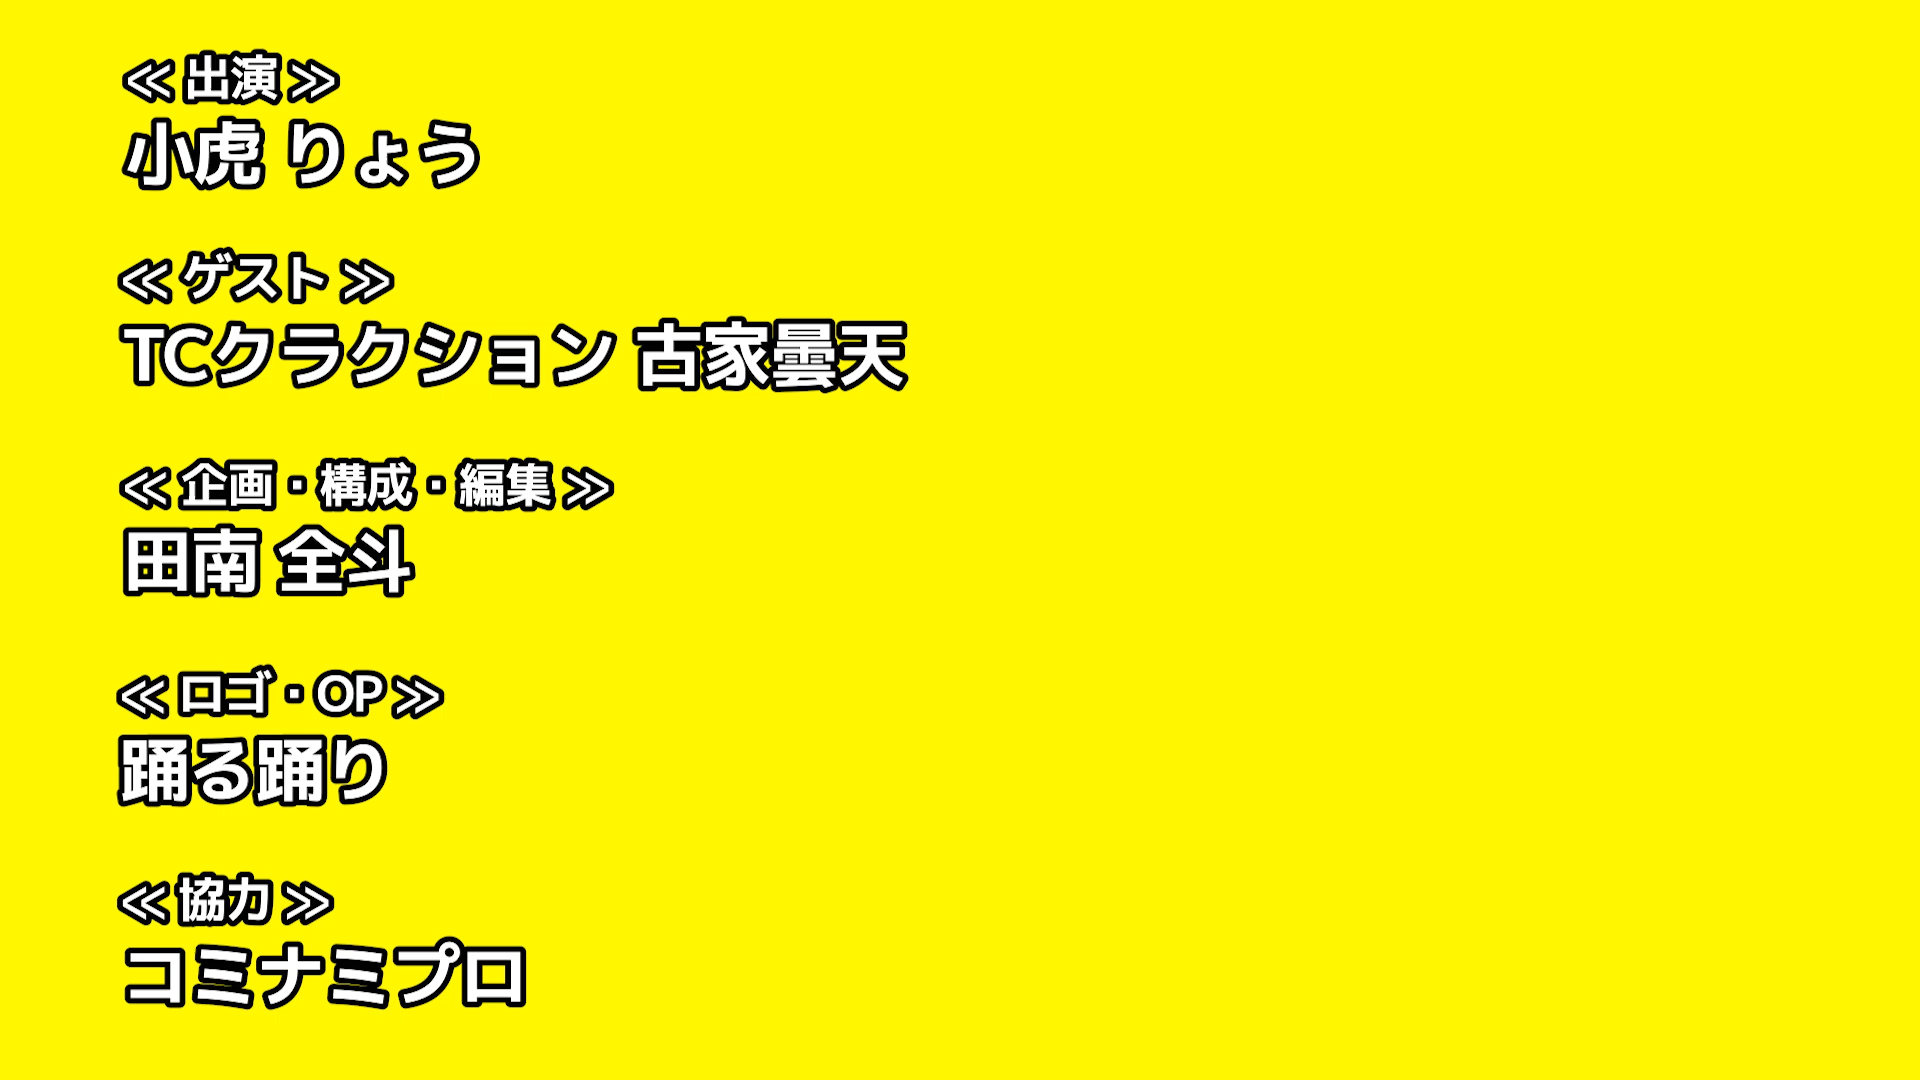 ≪ 出演 ≫
小虎 りょう
≪ ゲスト ≫
TCクラクション 古家曇天
≪ 企画・構成・編集 ≫
田南 全斗
≪ ロゴ・OP ≫
踊る踊り
≪ 協力 ≫
コミナミプロ